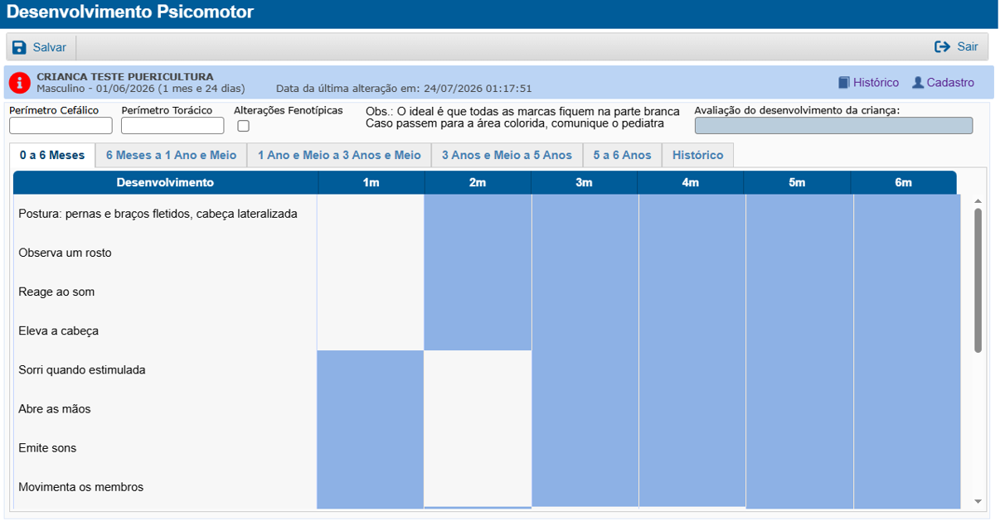 Desenvolvimento Psicomotor
Salvar
Sair
CRIANCA TESTE PUERICULTURA
Masculino - 01/06/2026 (1 mes e 24 dias) Data da última alteração em: 24/07/2026 01:17:51
Histórico Cadastro
Perímetro Cefálico Perímetro Torácico Alterações Fenotípicas
Obs.: O ideal é que todas as marcas fiquem na parte branca
Caso passem para a área colorida, comunique o pediatra
Avaliação do desenvolvimento da criança:
0 a 6 Meses 6 Meses a 1 Ano e Meio 1 Ano e Meio a 3 Anos e Meio 3 Anos e Meio a 5 Anos 5 a 6 Anos Histórico
Desenvolvimento 1m 2m 3m 4m 5m 6m
Postura: pernas e braços fletidos, cabeça lateralizada
Observa um rosto
Reage ao som
Eleva a cabeça
Sorri quando estimulada
Abre as mãos
Emite sons
Movimenta os membros